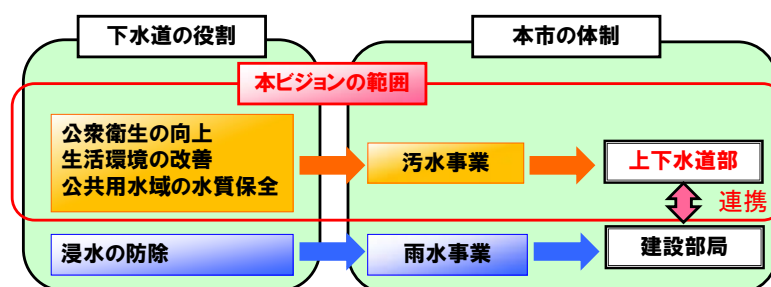 下水道の役割
本市の体制
本ビジョンの範囲
公衆衛生の向上
生活環境の改善
公共用水域の水質保全
汚水事業
上下水道部
連携
浸水の防除
雨水事業
建設部局